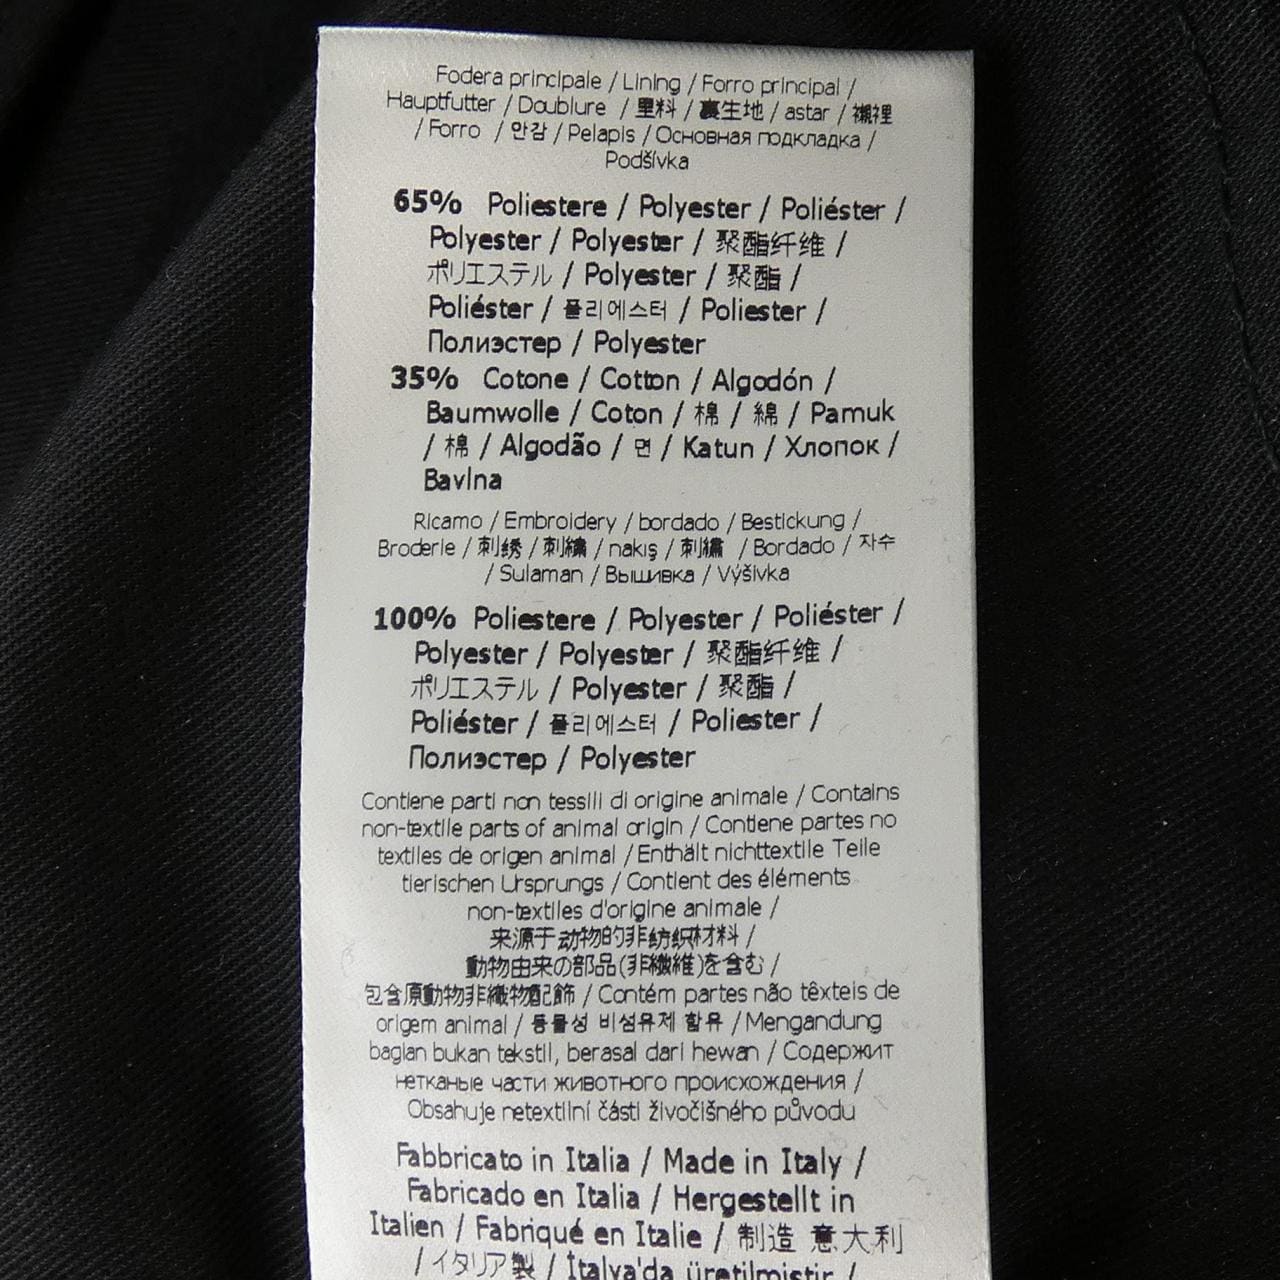 Fodera principale / Lining / Forro principal /
Hauptfutter / Doublure / 里料 / 裏生地 / astar / 襯裡
/ Forro / 안감 / Pelapis / Основная подкладка /
Podšívka
65% Poliestere / Polyester / Poliéster /
Polyester / Polyester / 聚酯纤维 /
ポリエステル / Polyester / 聚酯 /
Poliéster / 폴리에스터 / Poliester /
Полиэстер / Polyester
35% Cotone / Cotton / Algodón /
Baumwolle / Coton / 棉 / 綿 / Pamuk
/ 棉 / Algodão / 면 / Katun / Хлопок /
Bavlna
Ricamo / Embroidery / bordado / Bestickung /
Broderie / 刺绣 / 刺繍 / nakış / 刺繡 / Bordado / 자수
/ Sulaman / Вышивка / Výšivka
100% Poliestere / Polyester / Poliéster /
Polyester / Polyester / 聚酯纤维 /
ポリエステル / Polyester / 聚酯 /
Poliéster / 폴리에스터 / Poliester /
Полиэстер / Polyester
Contiene parti non tessili di origine animale / Contains
non-textile parts of animal origin / Contiene partes no
textiles de origen animal / Enthält nichttextile Teile
tierischen Ursprungs / Contient des éléments
non-textiles d'origine animale /
来源于动物的非纺织材料 /
動物由来の部品(非繊維)を含む /
包含原動物非織物配飾 / Contém partes não têxteis de
origem animal / 동물성 비섬유제 함유 / Mengandung
bagian bukan tekstil, berasal dari hewan / Содержит
нетканые части животного происхождения /
Obsahuje netextilní části živočišného původu
Fabbricato in Italia / Made in Italy /
Fabricado en Italia / Hergestellt in
Italien / Fabriqué en Italie / 制造 意大利
/ イタリア製 / İtalya'da üretilmiştir /